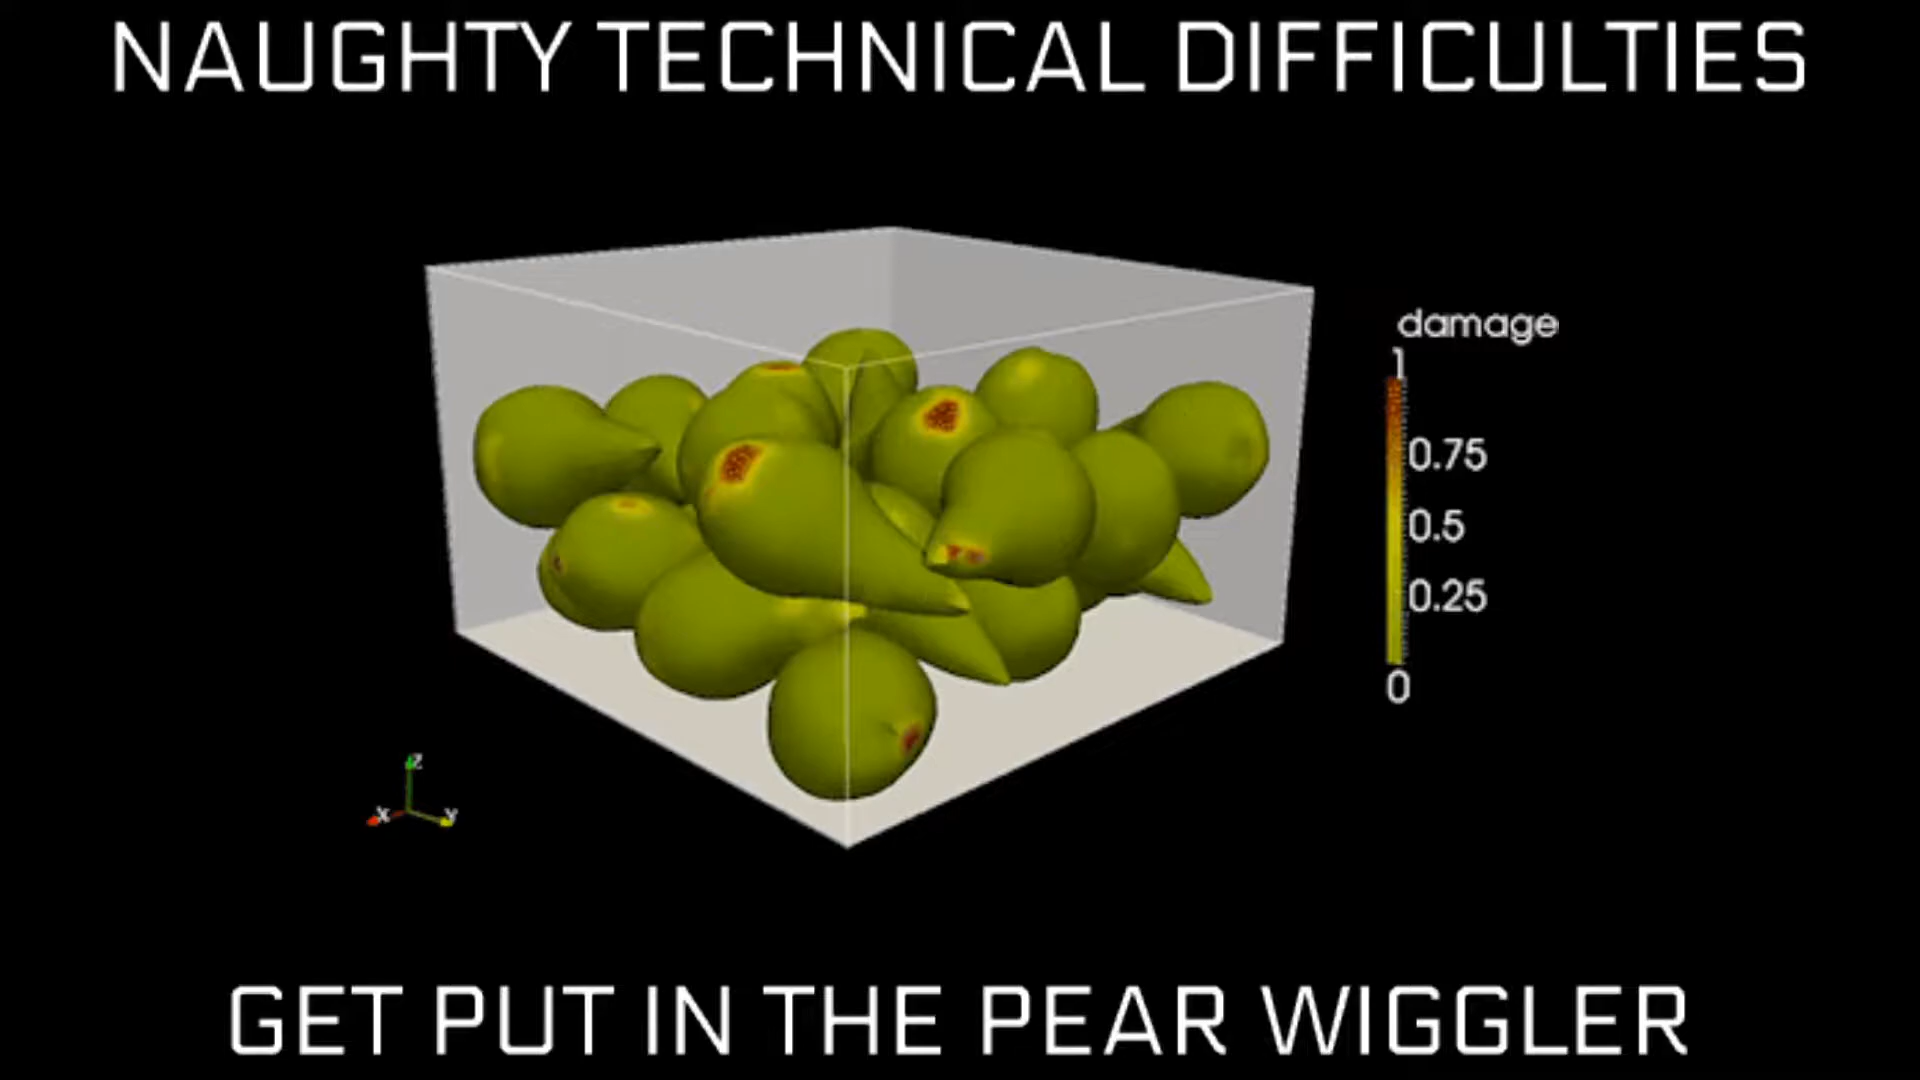 NAUGHTY TECHNICAL DIFFICULTIES
damage
1
0.75
0.5
0.25
0
Z
X
Y
GET PUT IN THE PEAR WIGGLER